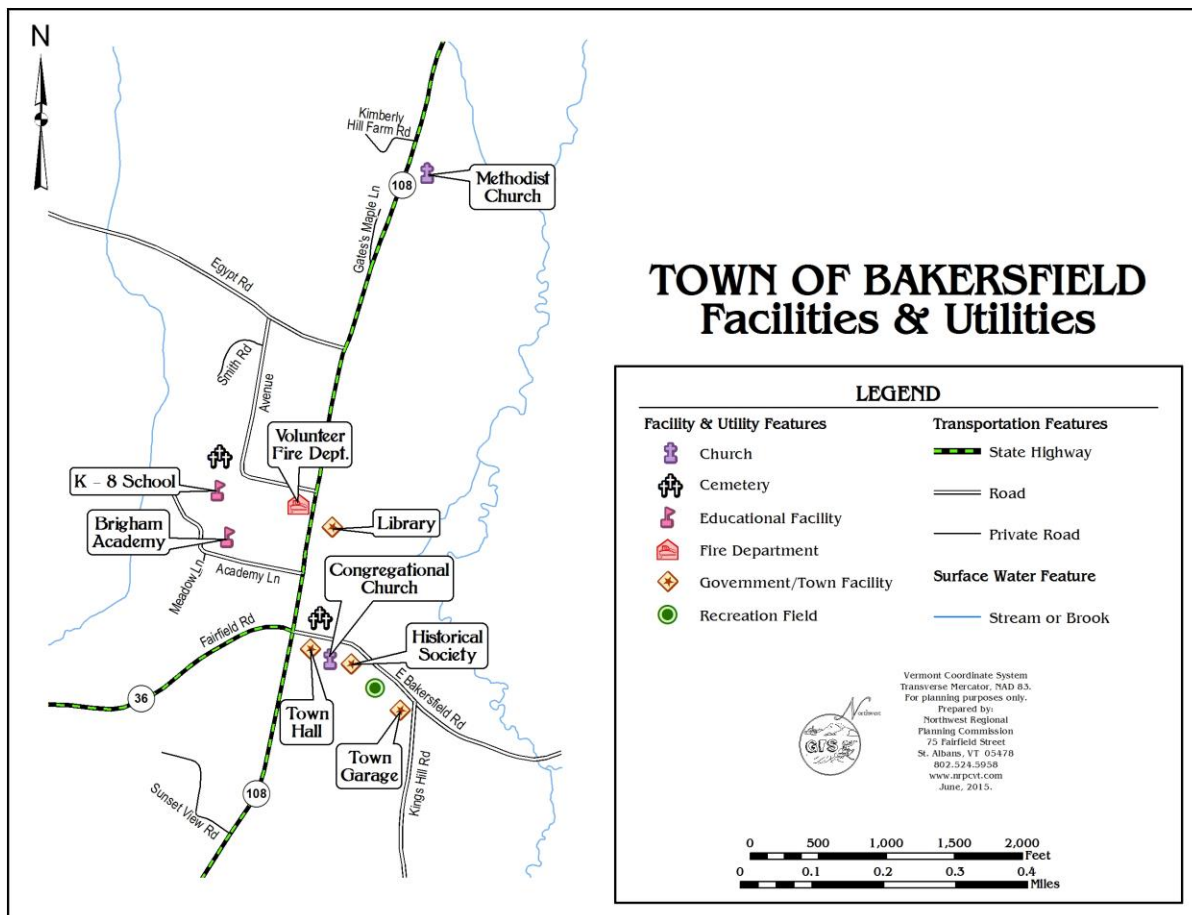 N
Kimberly
Hill Farm Rd
108
Methodist
Church
Gates's Maple Ln
Egypt Rd
Smith Rd
Avenue
Volunteer
Fire Dept.
K - 8 School
Brigham
Academy
Library
Meadow Ln
Academy Ln
Congregational
Church
Fairfield Rd
Historical
Society
36
E Bakersfield Rd
Town
Hall
Town
Garage
Kings Hill Rd
108
Sunset View Rd
TOWN OF BAKERSFIELD
Facilities & Utilities
LEGEND
Facility & Utility Features
Church
Cemetery
Educational Facility
Fire Department
Government/Town Facility
Recreation Field
Transportation Features
State Highway
Road
Private Road
Surface Water Feature
Stream or Brook
Northwest
GIS
Vermont Coordinate System
Transverse Mercator, NAD 83.
For planning purposes only.
Prepared by:
Northwest Regional
Planning Commission
75 Fairfield Street
St. Albans, VT 05478
802.524.5958
www.nrpcvt.com
June, 2015.
0 500 1,000 1,500 2,000
Feet
0 0.1 0.2 0.3 0.4
Miles